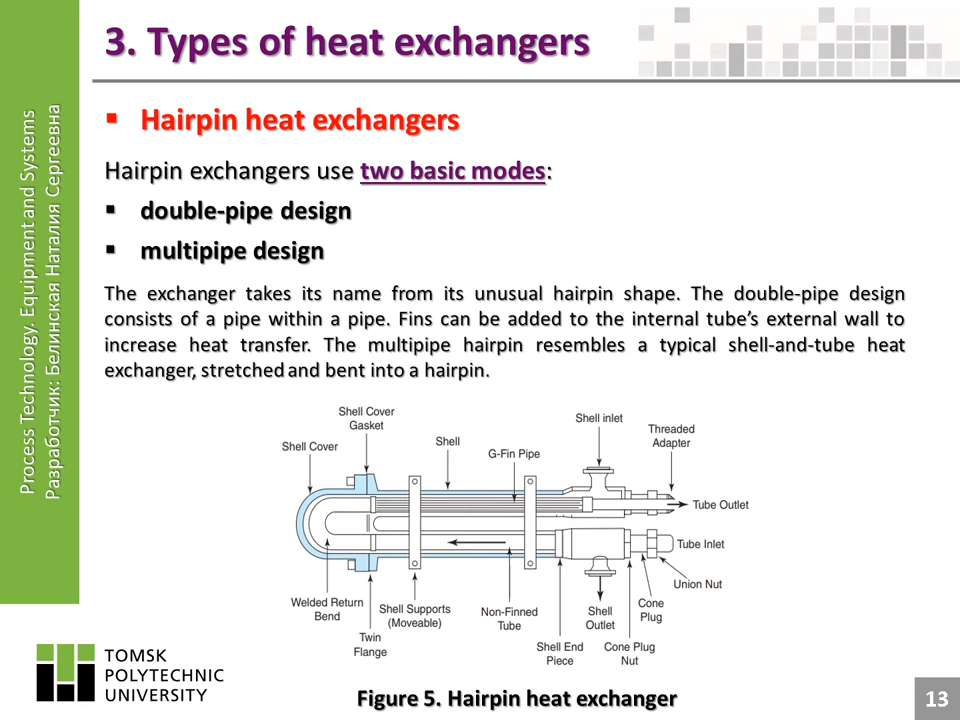 3. Types of heat exchangers
Process Technology. Equipment and Systems
Разработчик: Белинская Наталия Сергеевна
▪ Hairpin heat exchangers
Hairpin exchangers use two basic modes:
▪ double-pipe design
▪ multipipe design
The exchanger takes its name from its unusual hairpin shape. The double-pipe design
consists of a pipe within a pipe. Fins can be added to the internal tube's external wall to
increase heat transfer. The multipipe hairpin resembles a typical shell-and-tube heat
exchanger, stretched and bent into a hairpin.
Shell Cover
Shell Cover
Gasket
Shell
G-Fin Pipe
Shell inlet
Threaded
Adapter
Tube Outlet
Tube Inlet
Union Nut
Welded Return
Bend
Twin
Flange
Shell Supports
(Moveable)
Non-Finned
Tube
Shell End
Piece
Shell
Outlet
Cone Plug
Nut
Cone
Plug
Figure 5. Hairpin heat exchanger
TOMSK
POLYTECHNIC
UNIVERSITY
13